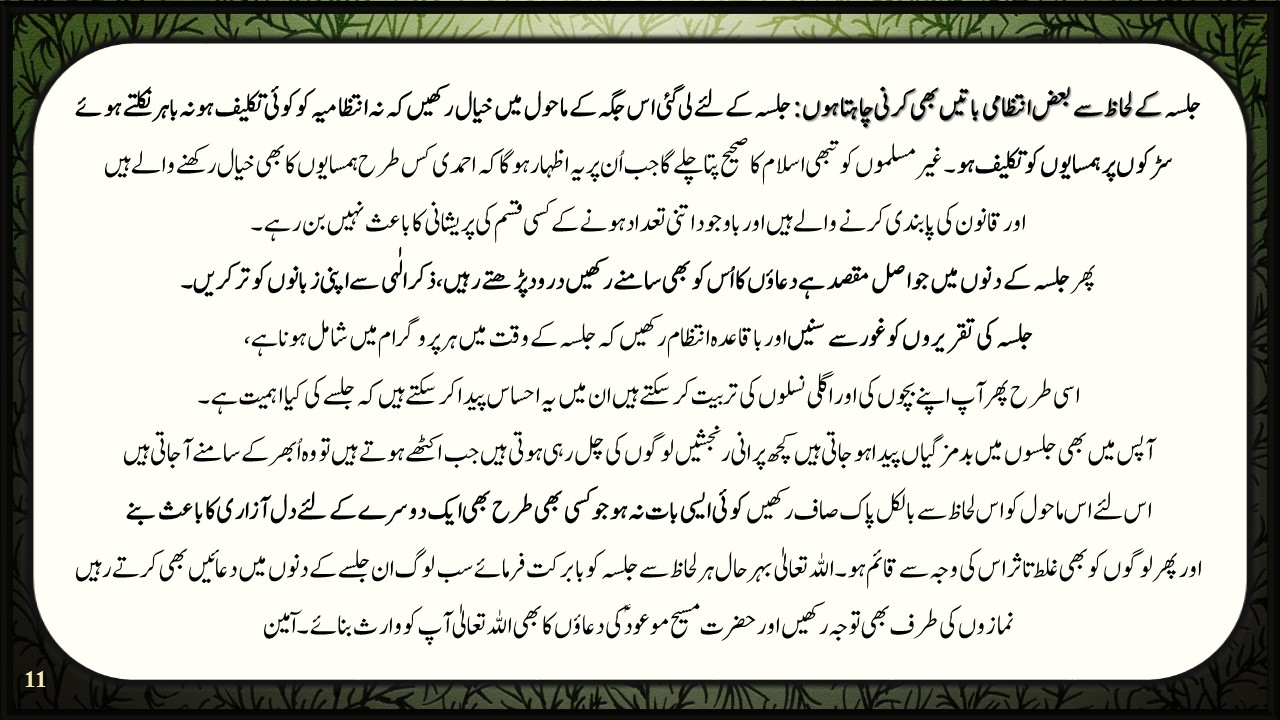 جلسہ کے لحاظ سے بعض انتظامی باتیں بھی کرنی چاہتا ہوں: جلسہ کے لئے لی گئی اس جگہ کے ماحول میں خیال رکھیں کہ نہ انتظامیہ کو کوئی تکلیف ہو نہ باہر نکلتے ہوئے
سڑکوں پر ہمسایوں کو تکلیف ہو۔ غیر مسلموں کو تبھی اسلام کا صحیح پتا چلے گا جب اُن پر یہ اظہار ہو گا کہ احمدی کس طرح ہمسایوں کا بھی خیال رکھنے والے ہیں
اور قانون کی پابندی کرنے والے ہیں اور باوجود اتنی تعداد ہونے کے کسی قسم کی پریشانی کا باعث نہیں بن رہے۔
پھر جلسہ کے دنوں میں جو اصل مقصد ہے دعاؤں کا اُس کو بھی سامنے رکھیں درود پڑھتے رہیں، ذکر الٰہی سے اپنی زبانوں کو تر کریں۔
جلسہ کی تقریروں کو غور سے سنیں اور باقاعدہ انتظام رکھیں کہ جلسہ کے وقت میں ہر پروگرام میں شامل ہونا ہے،
اسی طرح پھر آپ اپنے بچوں کی اور اگلی نسلوں کی تربیت کر سکتے ہیں ان میں یہ احساس پیدا کر سکتے ہیں کہ جلسے کی کیا اہمیت ہے۔
آپس میں بھی جلسوں میں بدمزگیاں پیدا ہو جاتی ہیں کچھ پرانی رنجشیں لوگوں کی چل رہی ہوتی ہیں جب اکٹھے ہوتے ہیں تو وہ اُبھر کے سامنے آ جاتی ہیں
اس لئے اس ماحول کو اس لحاظ سے بالکل پاک صاف رکھیں کوئی ایسی بات نہ ہو جو کسی بھی طرح بھی ایک دوسرے کے لئے دل آزاری کا باعث بنے
اور پھر لوگوں کو بھی غلط تاثر اس کی وجہ سے قائم ہو۔ اللہ تعالیٰ بہر حال ہر لحاظ سے جلسہ کو بابرکت فرمائے سب لوگ ان جلسے کے دنوں میں دعائیں بھی کرتے رہیں
نمازوں کی طرف بھی توجہ رکھیں اور حضرت مسیح موعودؑ کی دعاؤں کا بھی اللہ تعالیٰ آپ کو وارث بنائے۔ آمین
11